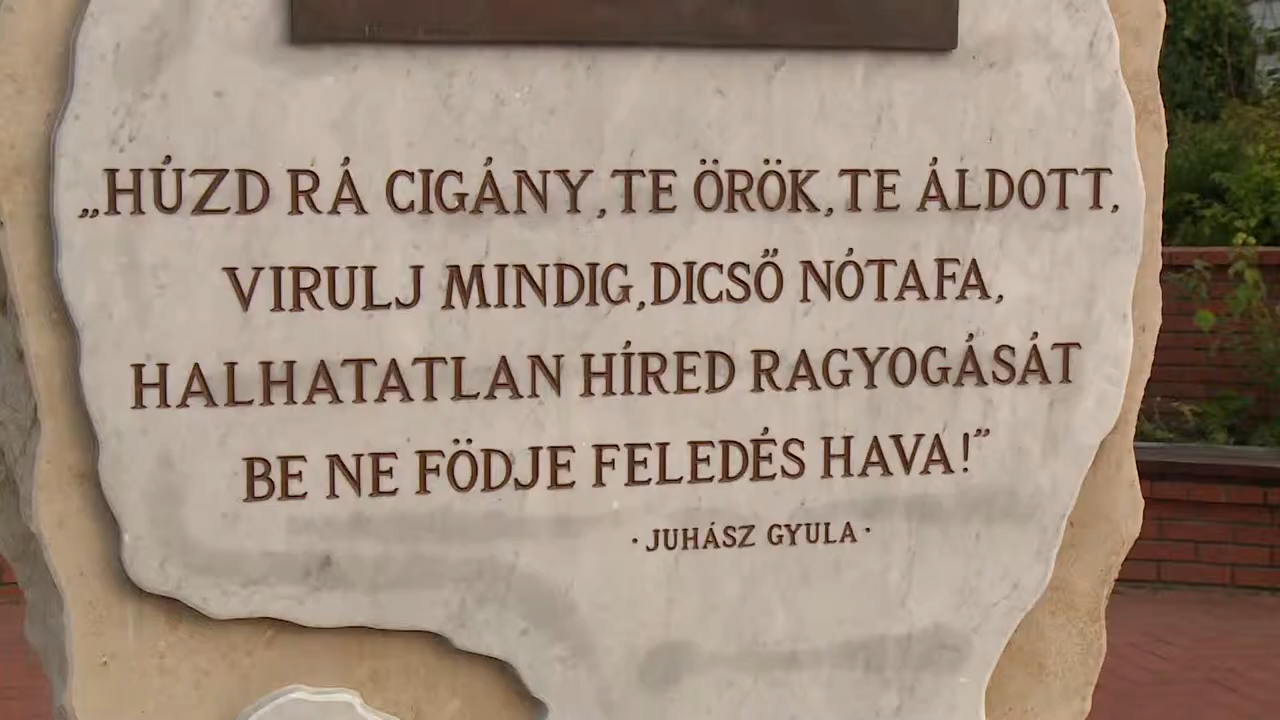 „HÚZD RÁ CIGÁNY, TE ÖRÖK, TE ÁLDOTT,
VIRULJ MINDIG, DICSŐ NÓTAFA,
HALHATATLAN HÍRED RAGYOGÁSÁT
BE NE FÖDJE FELEDÉS HAVA!”
· JUHÁSZ GYULA ·